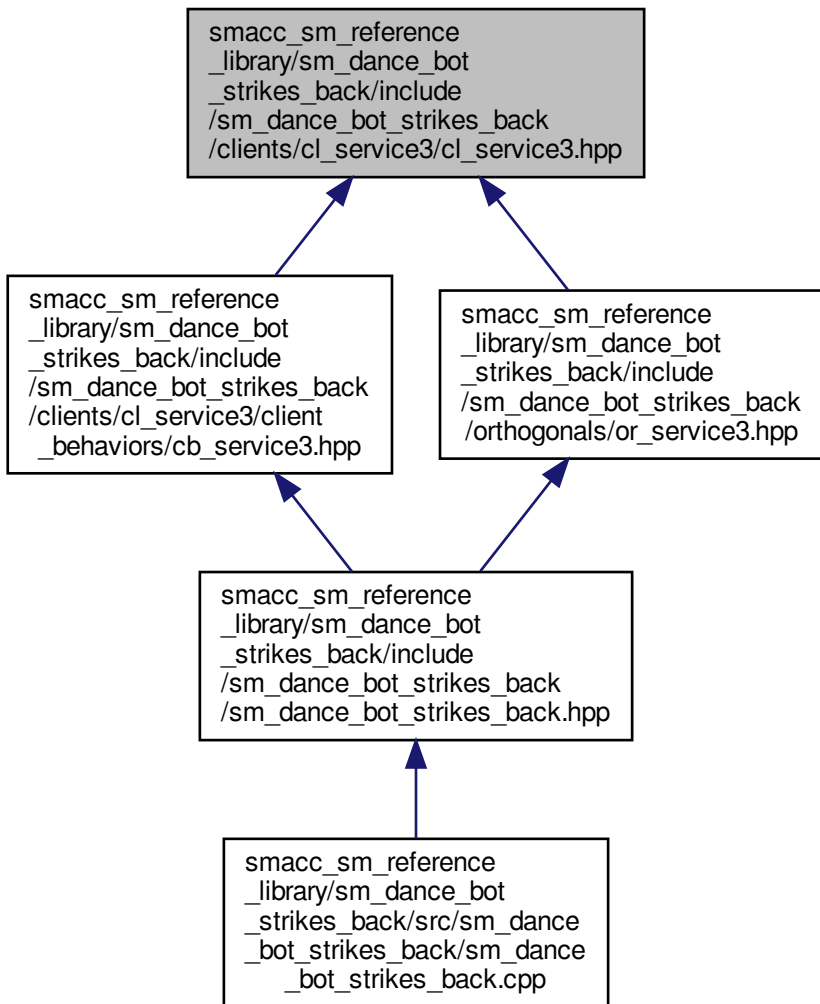 smacc_sm_reference
_library/sm_dance_bot
_strikes_back/include
/sm_dance_bot_strikes_back
/clients/cl_service3/cl_service3.hpp
smacc_sm_reference
_library/sm_dance_bot
_strikes_back/include
/sm_dance_bot_strikes_back
/clients/cl_service3/client
_behaviors/cb_service3.hpp
smacc_sm_reference
_library/sm_dance_bot
_strikes_back/include
/sm_dance_bot_strikes_back
/orthogonals/or_service3.hpp
smacc_sm_reference
_library/sm_dance_bot
_strikes_back/include
/sm_dance_bot_strikes_back
/sm_dance_bot_strikes_back.hpp
smacc_sm_reference
_library/sm_dance_bot
_strikes_back/src/sm_dance
_bot_strikes_back/sm_dance
_bot_strikes_back.cpp